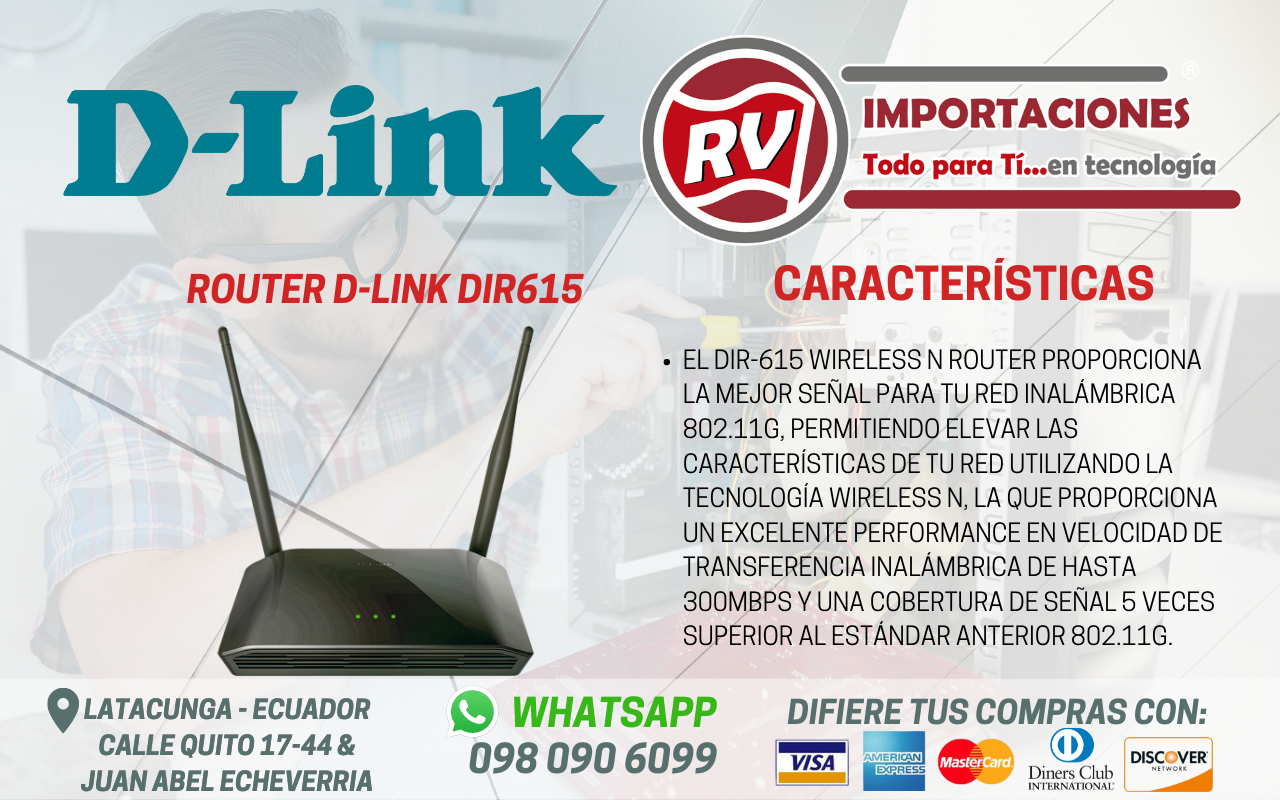 D-Link
RV
IMPORTACIONES
®
Todo para Tí...en tecnología
ROUTER D-LINK DIR615
CARACTERÍSTICAS
• EL DIR-615 WIRELESS N ROUTER PROPORCIONA
LA MEJOR SEÑAL PARA TU RED INALÁMBRICA
802.11G, PERMITIENDO ELEVAR LAS
CARACTERÍSTICAS DE TU RED UTILIZANDO LA
TECNOLOGÍA WIRELESS N, LA QUE PROPORCIONA
UN EXCELENTE PERFORMANCE EN VELOCIDAD DE
TRANSFERENCIA INALÁMBRICA DE HASTA
300MBPS Y UNA COBERTURA DE SEÑAL 5 VECES
SUPERIOR AL ESTÁNDAR ANTERIOR 802.11G.
LATACUNGA - ECUADOR
CALLE QUITO 17-44 &
JUAN ABEL ECHEVERRIA
WHATSAPP
098 090 6099
DIFIERE TUS COMPRAS CON:
VISA
AMERICAN
EXPRESS
MasterCard
Diners Club
INTERNATIONAL
DISCOVER
NETWORK